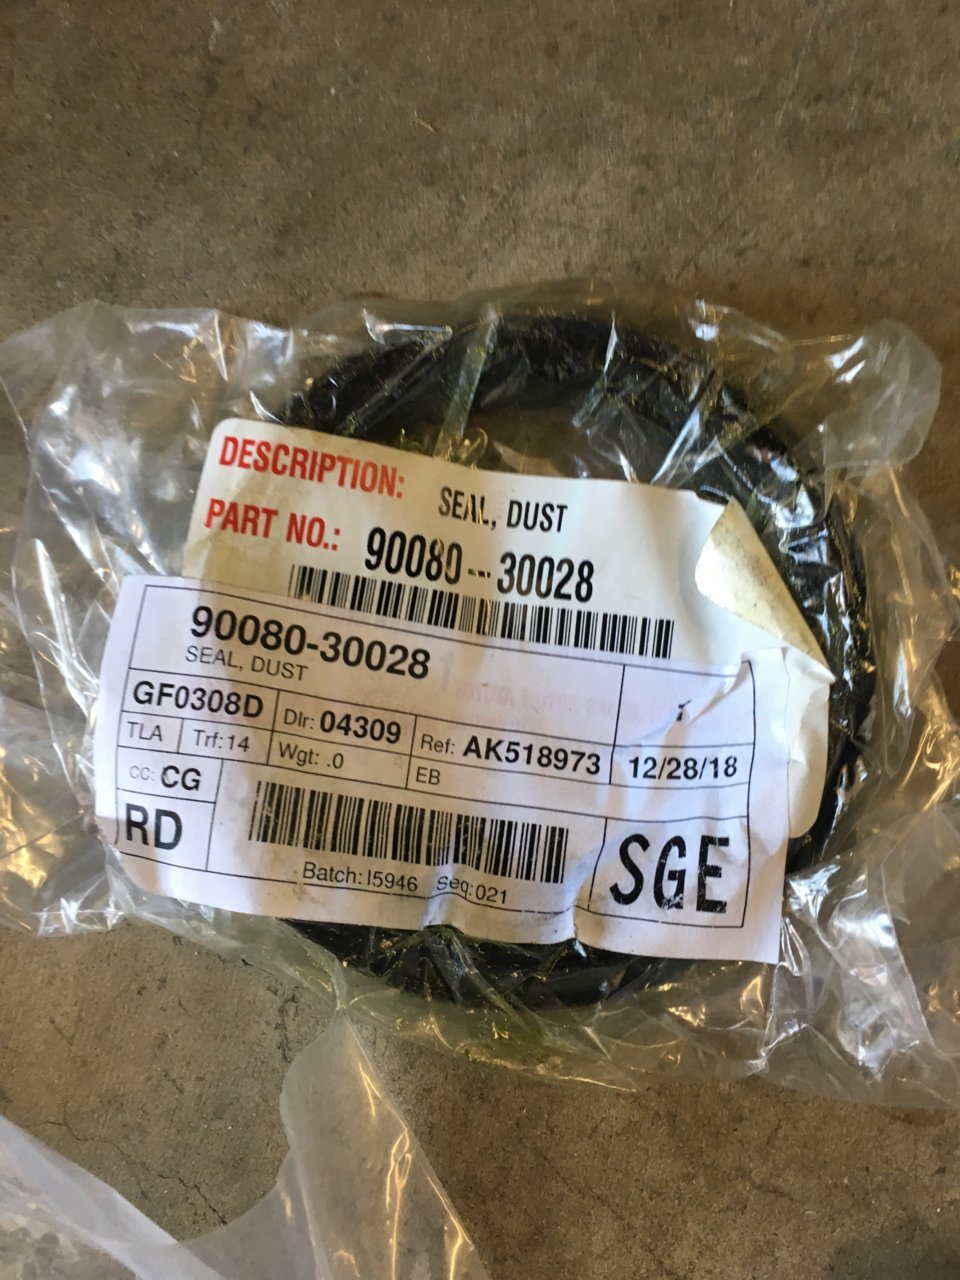 DESCRIPTION:
SEAL, DUST
PART NO.:
90080--30028
90080-30028
SEAL, DUST
1
GF0308D
Dlr: 04309
Ref: AK518973
12/28/18
TLA
Trf:14
Wgt: .0
EB
CC: CG
RD
SGE
Batch: I5946 Seq:021